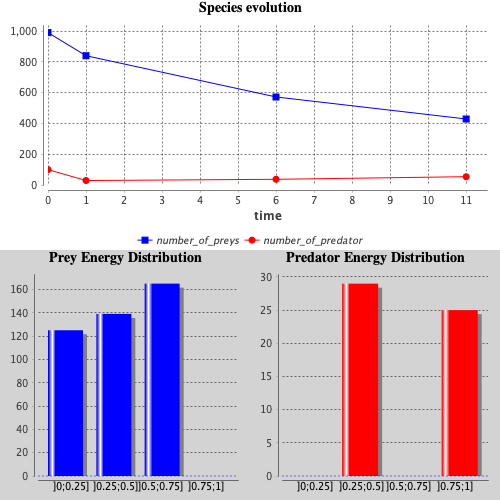 Species evolution
1,000
800
600
400
200
0
0 1 2 3 4 5 6 7 8 9 10 11
time
number_of_preys number_of_predator
Prey Energy Distribution
160
140
120
100
80
60
40
20
0
]0;0.25] ]0.25;0.5] ]0.5;0.75] ]0.75;1]
Predator Energy Distribution
30
25
20
15
10
5
0
]0;0.25] ]0.25;0.5] ]0.5;0.75] ]0.75;1]